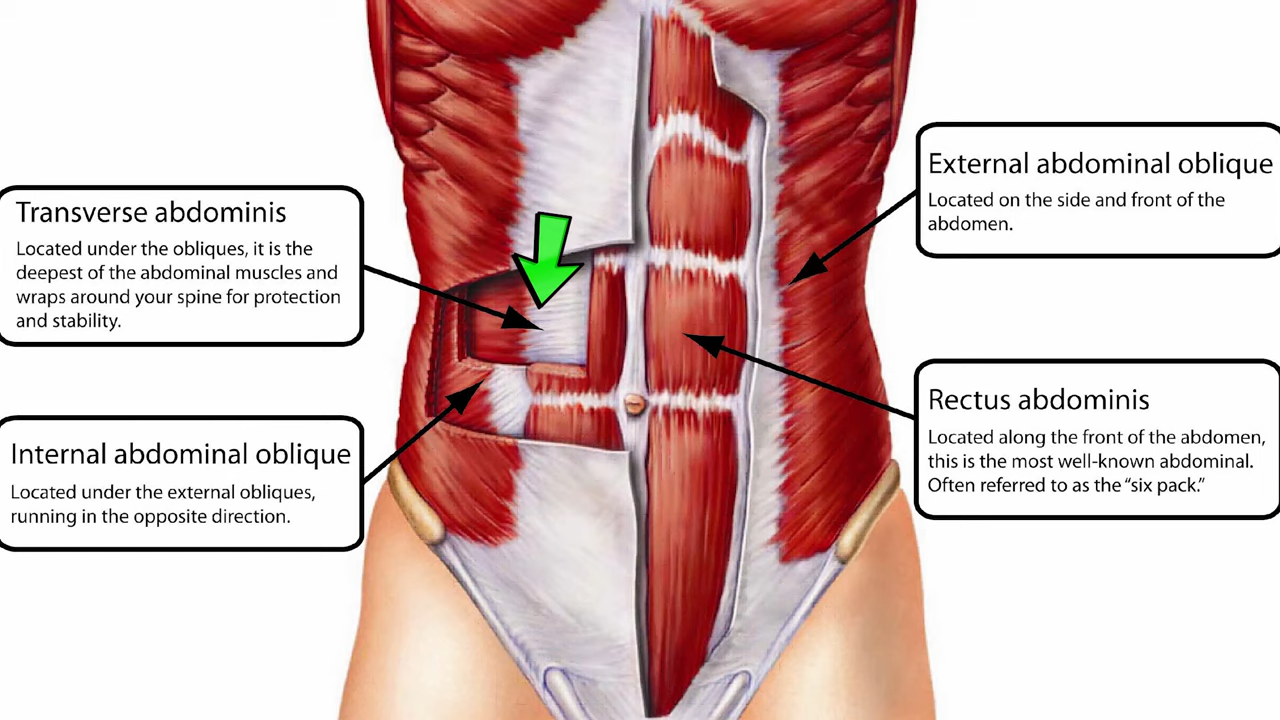 Transverse abdominis
Located under the obliques, it is the
deepest of the abdominal muscles and
wraps around your spine for protection
and stability.
Internal abdominal oblique
Located under the external obliques,
running in the opposite direction.
External abdominal oblique
Located on the side and front of the
abdomen.
Rectus abdominis
Located along the front of the abdomen,
this is the most well-known abdominal.
Often referred to as the “six pack.”